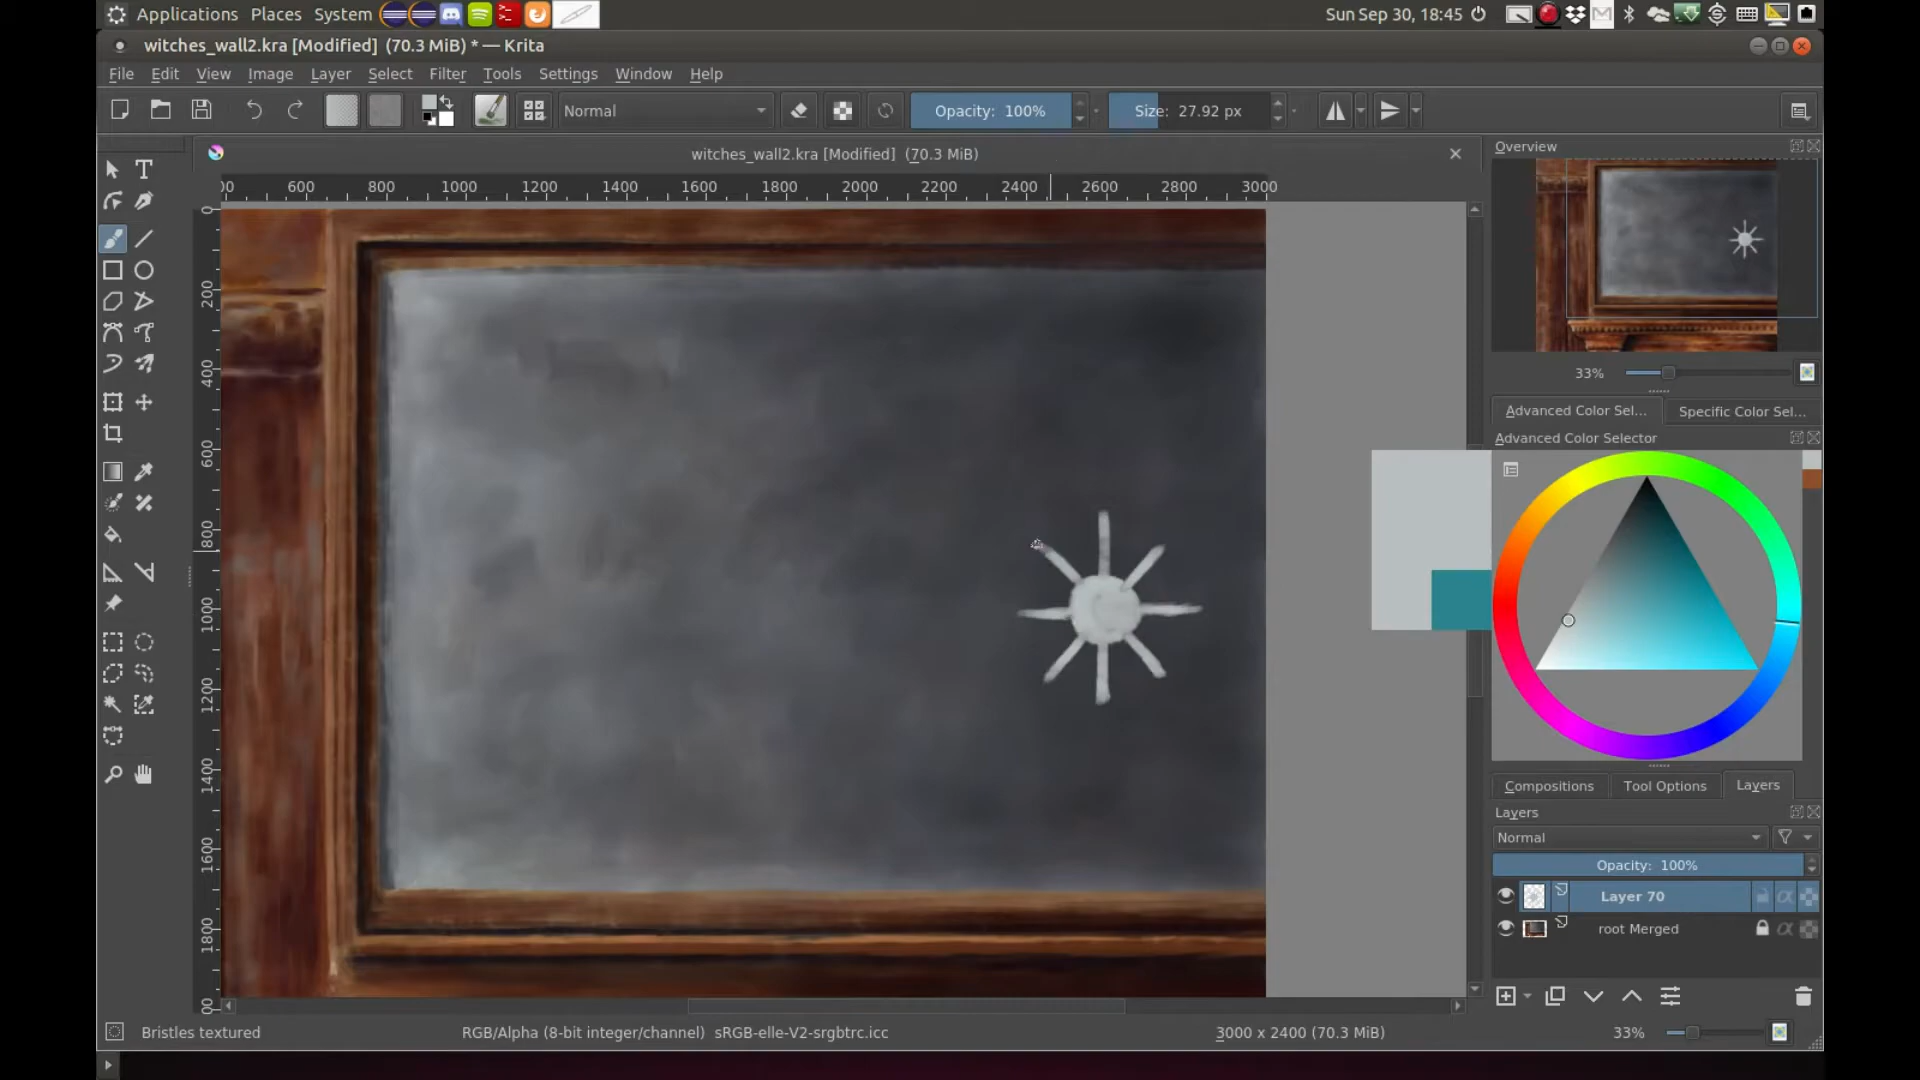 Applications Places System
Sun Sep 30, 18:45
witches_wall2.kra [Modified] (70.3 MiB) * — Krita
File Edit View Image Layer Select Filter Tools Settings Window Help
Normal
Opacity: 100%
Size: 27.92 px
witches_wall2.kra [Modified] (70.3 MiB)
Overview
00 600 800 1000 1200 1400 1600 1800 2000 2200 2400 2600 2800 3000
0
200
400
600
800
1000
1200
1400
1600
1800
00
33%
Advanced Color Sel... Specific Color Sel...
Advanced Color Selector
Compositions Tool Options Layers
Layers
Normal
Opacity: 100%
Layer 70
root Merged
Bristles textured
RGB/Alpha (8-bit integer/channel) sRGB-elle-V2-srgbtrc.icc
3000 x 2400 (70.3 MiB)
33%